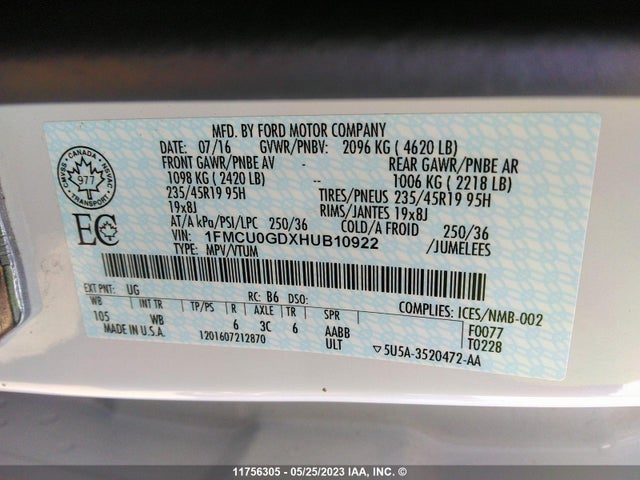 MFD. BY FORD MOTOR COMPANY
DATE: 07/16 GVWR/PNBV: 2096 KG ( 4620 LB)
FRONT GAWR/PNBE AV - REAR GAWR/PNBE AR
1098 KG ( 2420 LB) -- 1006 KG ( 2218 LB)
235/45R19 95H TIRES/PNEUS 235/45R19 95H
19x8J RIMS/JANTES 19x8J
AT/A kPa/PSI/LPC 250/36 COLD/A FROID 250/36
VIN: 1FMCU0GDXHUB10922 /JUMELEES
TYPE: MPV/VTUM
CANADA
CMVSS NSVAC
977
TRANSPORT
EC
EXT PNT: UG RC: B6 DSO:
WB INT TR TP/PS R AXLE TR SPR
105 WB 6 3C 6 AABB
MADE IN U.S.A. 1201607212870 ULT
COMPLIES: ICES/NMB-002
F0077
T0228
▽5U5A-3520472-AA
11756305 - 05/25/2023 IAA, Inc. ©